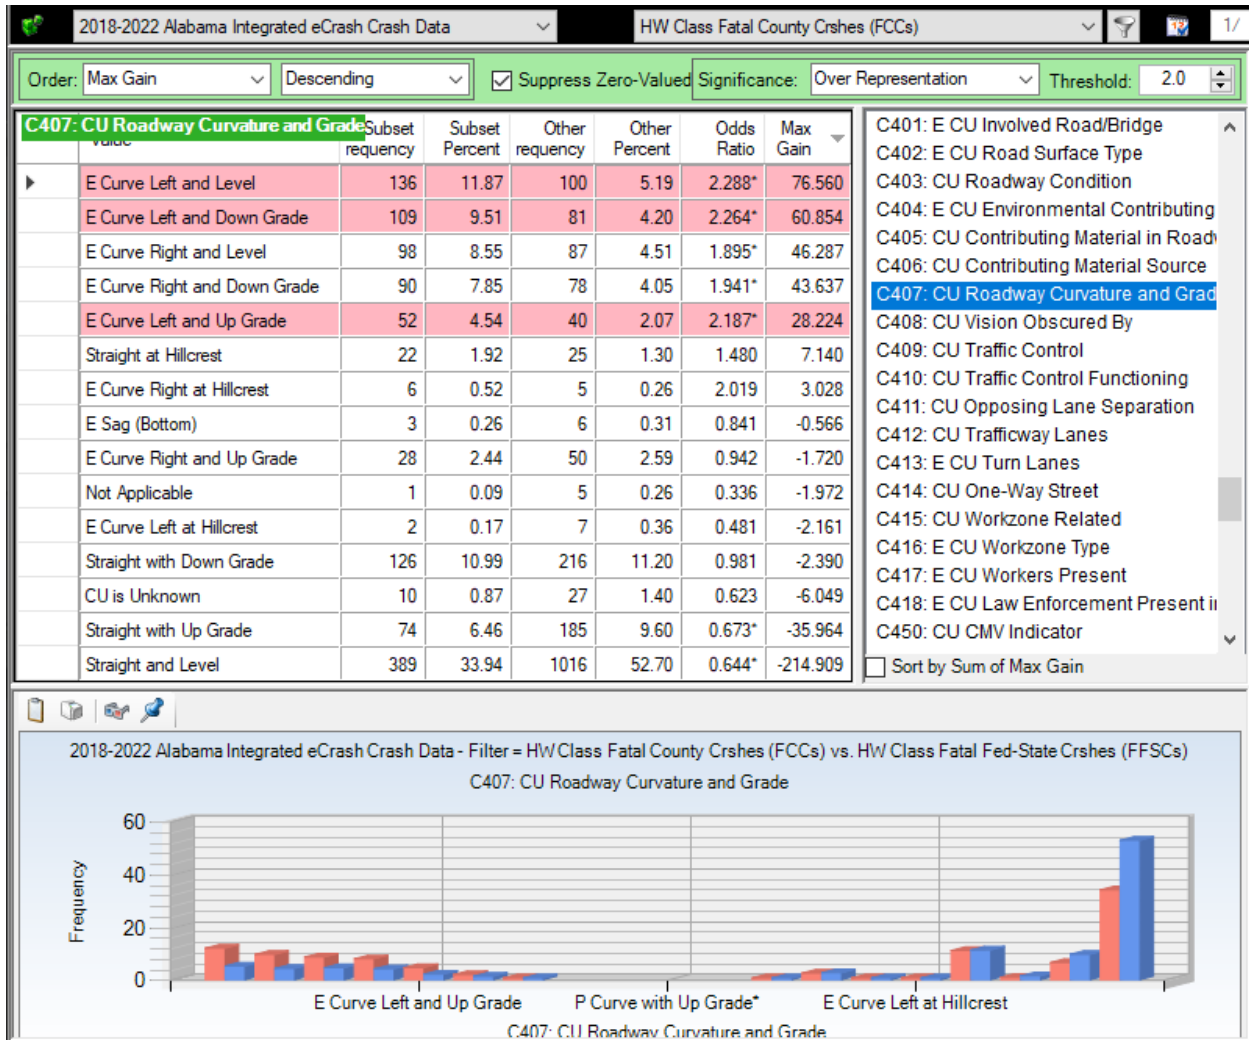 2018-2022 Alabama Integrated eCrash Crash Data HW Class Fatal County Crshes (FCCs) 1/
Order: Max Gain Descending Suppress Zero-Valued Significance: Over Representation Threshold: 2.0
C407: CU Roadway Curvature and Grade Subset requency Subset Percent Other requency Other Percent Odds Ratio Max Gain
E Curve Left and Level 136 11.87 100 5.19 2.288* 76.560
E Curve Left and Down Grade 109 9.51 81 4.20 2.264* 60.854
E Curve Right and Level 98 8.55 87 4.51 1.895* 46.287
E Curve Right and Down Grade 90 7.85 78 4.05 1.941* 43.637
E Curve Left and Up Grade 52 4.54 40 2.07 2.187* 28.224
Straight at Hillcrest 22 1.92 25 1.30 1.480 7.140
E Curve Right at Hillcrest 6 0.52 5 0.26 2.019 3.028
E Sag (Bottom) 3 0.26 6 0.31 0.841 -0.566
E Curve Right and Up Grade 28 2.44 50 2.59 0.942 -1.720
Not Applicable 1 0.09 5 0.26 0.336 -1.972
E Curve Left at Hillcrest 2 0.17 7 0.36 0.481 -2.161
Straight with Down Grade 126 10.99 216 11.20 0.981 -2.390
CU is Unknown 10 0.87 27 1.40 0.623 -6.049
Straight with Up Grade 74 6.46 185 9.60 0.673* -35.964
Straight and Level 389 33.94 1016 52.70 0.644* -214.909
C401: E CU Involved Road/Bridge
C402: E CU Road Surface Type
C403: CU Roadway Condition
C404: E CU Environmental Contributing
C405: CU Contributing Material in Roadw
C406: CU Contributing Material Source
C407: CU Roadway Curvature and Grad
C408: CU Vision Obscured By
C409: CU Traffic Control
C410: CU Traffic Control Functioning
C411: CU Opposing Lane Separation
C412: CU Trafficway Lanes
C413: E CU Turn Lanes
C414: CU One-Way Street
C415: CU Workzone Related
C416: E CU Workzone Type
C417: E CU Workers Present
C418: E CU Law Enforcement Present i
C450: CU CMV Indicator
Sort by Sum of Max Gain
2018-2022 Alabama Integrated eCrash Crash Data - Filter = HW Class Fatal County Crshes (FCCs) vs. HW Class Fatal Fed-State Crshes (FFSCs)
C407: CU Roadway Curvature and Grade
60
40
20
0
Frequency
E Curve Left and Up Grade P Curve with Up Grade* E Curve Left at Hillcrest
C407: CU Roadway Curvature and Grade